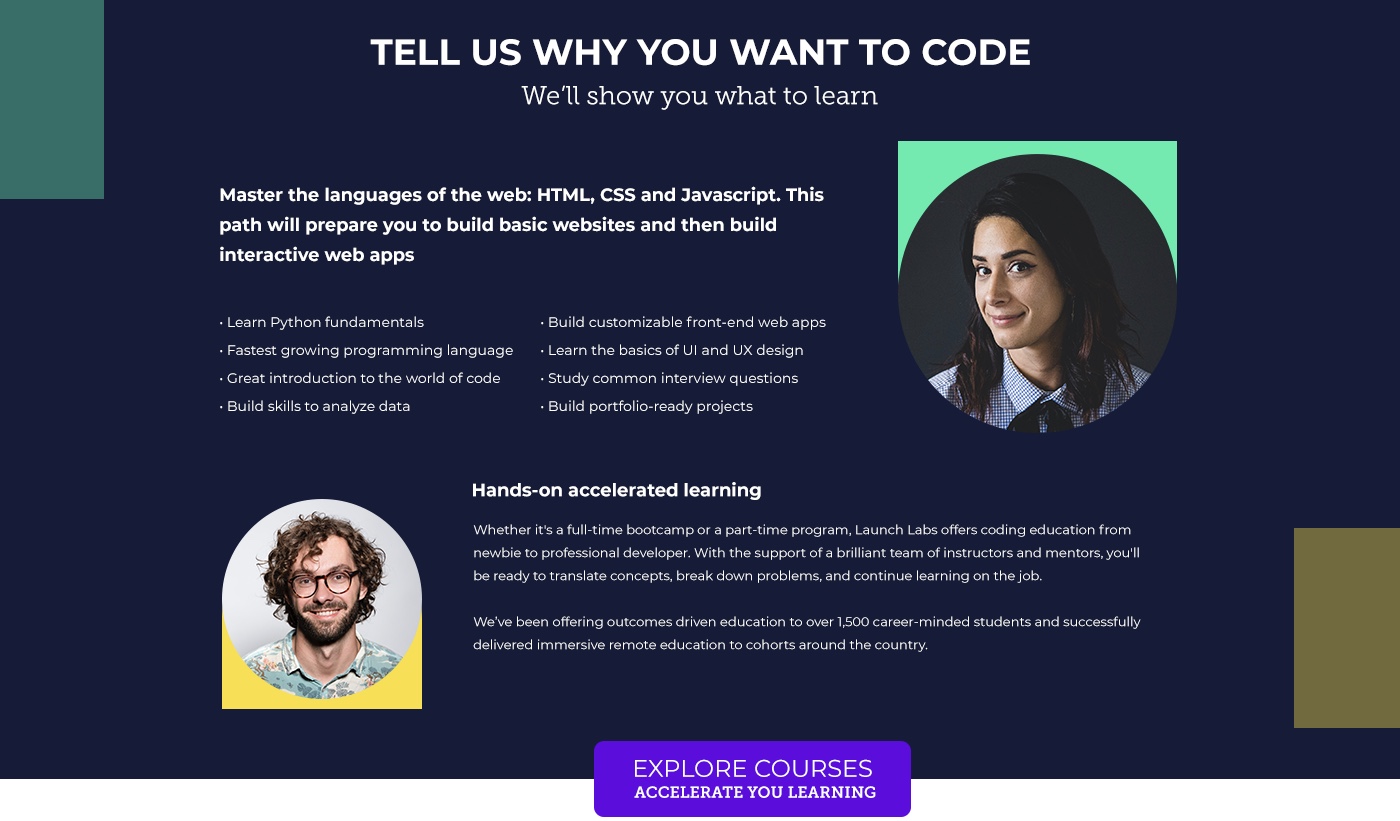 TELL US WHY YOU WANT TO CODE
We'll show you what to learn
Master the languages of the web: HTML, CSS and Javascript. This
path will prepare you to build basic websites and then build
interactive web apps
• Learn Python fundamentals
• Fastest growing programming language
• Great introduction to the world of code
• Build skills to analyze data
• Build customizable front-end web apps
• Learn the basics of UI and UX design
• Study common interview questions
• Build portfolio-ready projects
Hands-on accelerated learning
Whether it's a full-time bootcamp or a part-time program, Launch Labs offers coding education from
newbie to professional developer. With the support of a brilliant team of instructors and mentors, you'll
be ready to translate concepts, break down problems, and continue learning on the job.
We've been offering outcomes driven education to over 1,500 career-minded students and successfully
delivered immersive remote education to cohorts around the country.
EXPLORE COURSES
ACCELERATE YOU LEARNING